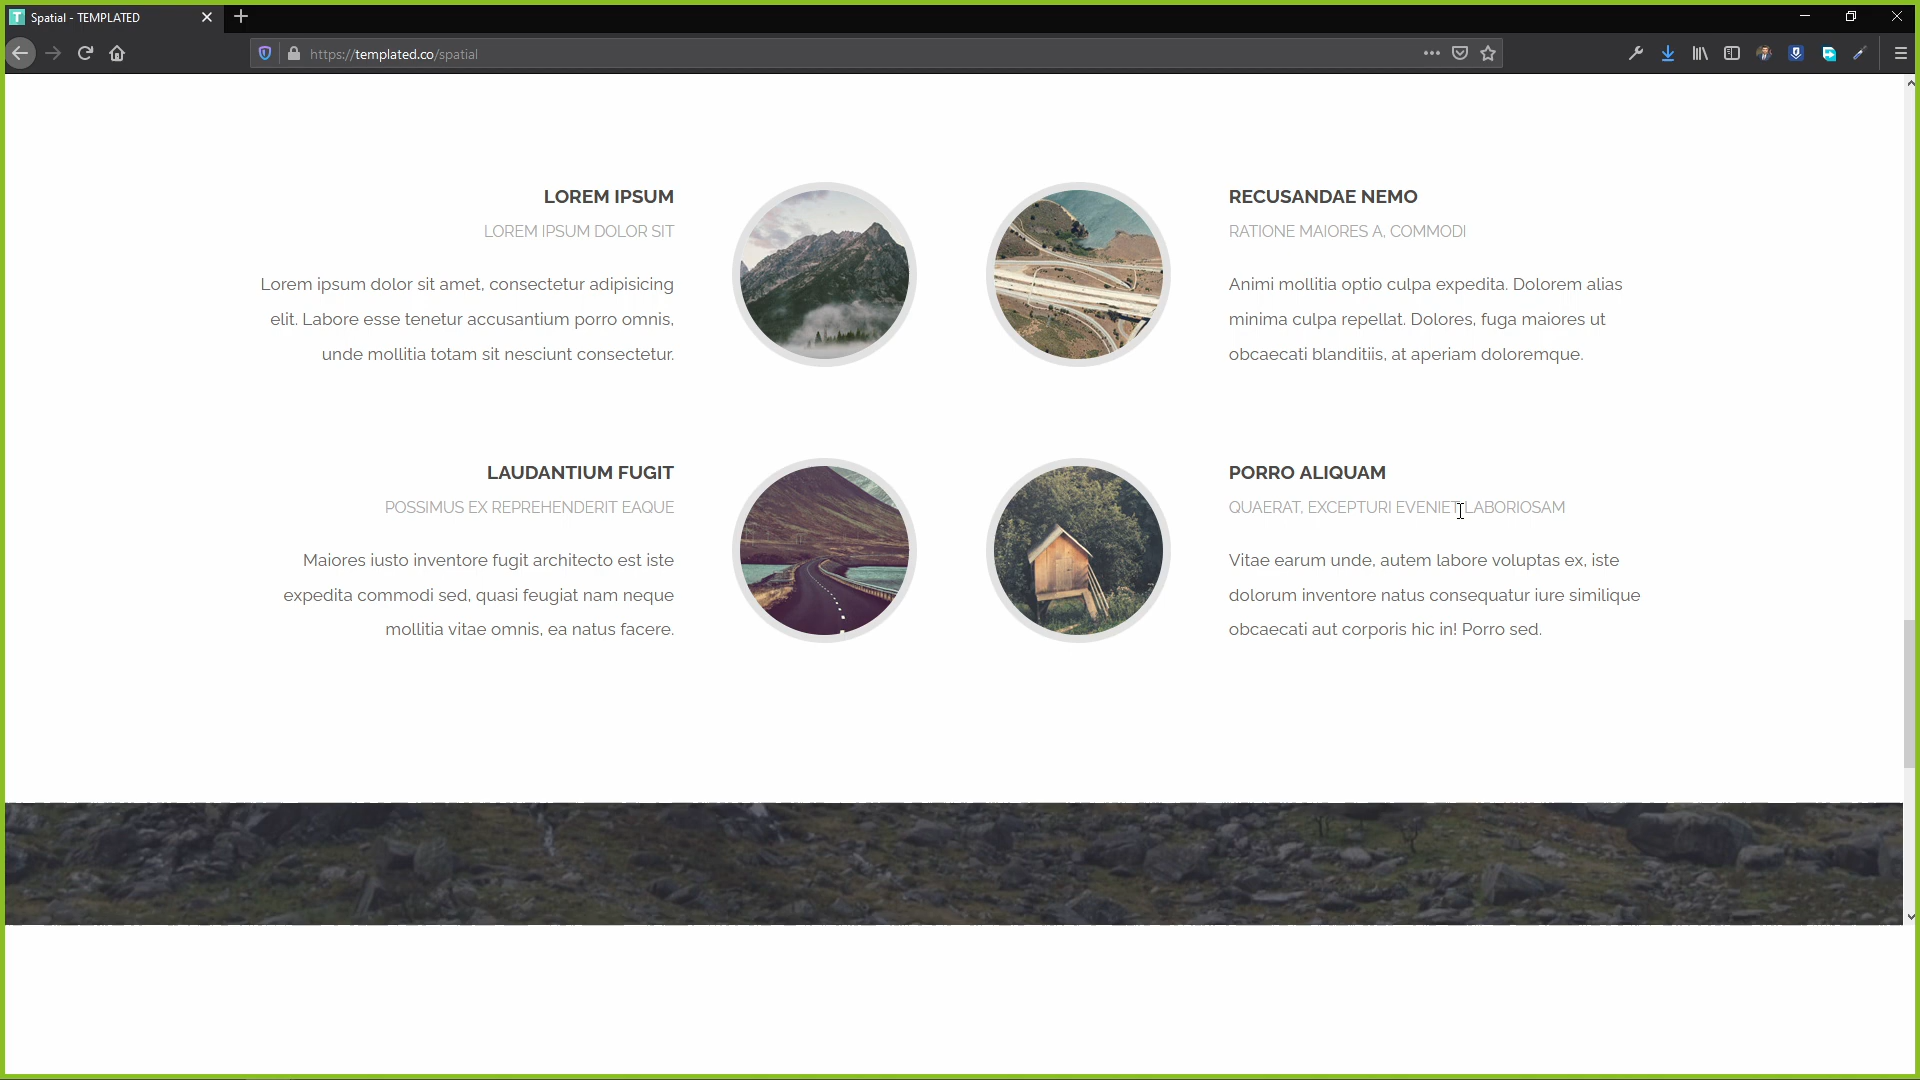 Spatial - TEMPLATED
https://templated.co/spatial
LOREM IPSUM
LOREM IPSUM DOLOR SIT
Lorem ipsum dolor sit amet, consectetur adipisicing
elit. Labore esse tenetur accusantium porro omnis,
unde mollitia totam sit nesciunt consectetur.
RECUSANDAE NEMO
RATIONE MAIORES A, COMMODI
Animi mollitia optio culpa expedita. Dolorem alias
minima culpa repellat. Dolores, fuga maiores ut
obcaecati blanditiis, at aperiam doloremque.
LAUDANTIUM FUGIT
POSSIMUS EX REPREHENDERIT EAQUE
Maiores iusto inventore fugit architecto est iste
expedita commodi sed, quasi feugiat nam neque
mollitia vitae omnis, ea natus facere.
PORRO ALIQUAM
QUAERAT, EXCEPTURI EVENIET LABORIOSAM
Vitae earum unde, autem labore voluptas ex, iste
dolorum inventore natus consequatur iure similique
obcaecati aut corporis hic in! Porro sed.